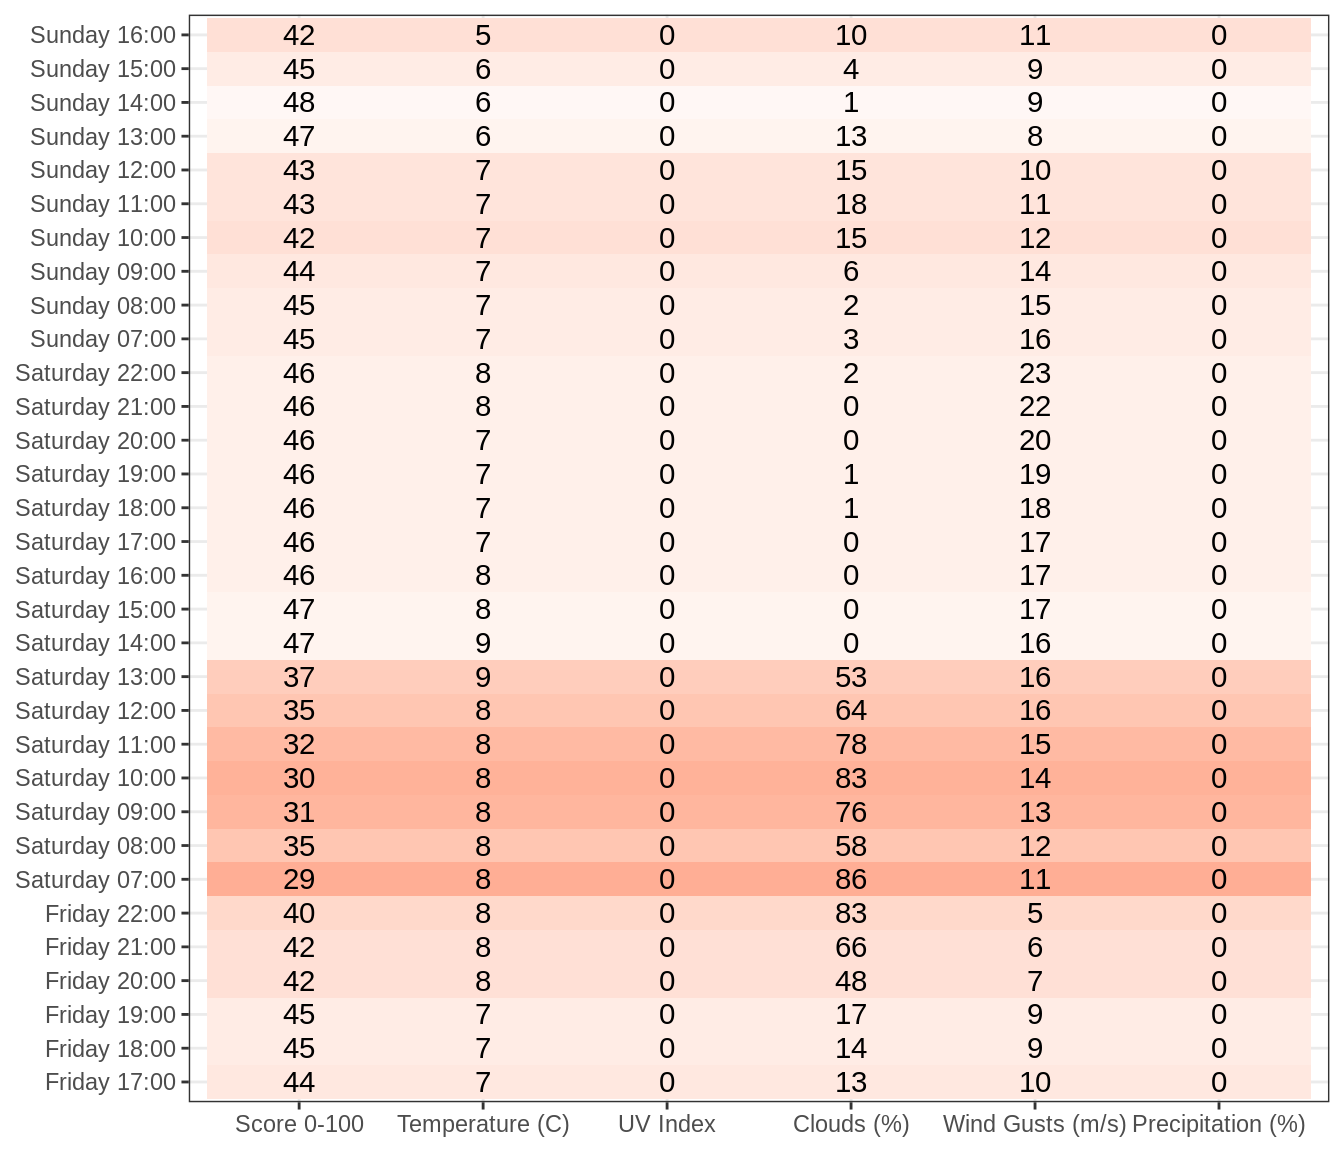 Sunday 16:00 42 5 0 10 11 0
Sunday 15:00 45 6 0 4 9 0
Sunday 14:00 48 6 0 1 9 0
Sunday 13:00 47 6 0 13 8 0
Sunday 12:00 43 7 0 15 10 0
Sunday 11:00 43 7 0 18 11 0
Sunday 10:00 42 7 0 15 12 0
Sunday 09:00 44 7 0 6 14 0
Sunday 08:00 45 7 0 2 15 0
Sunday 07:00 45 7 0 3 16 0
Saturday 22:00 46 8 0 2 23 0
Saturday 21:00 46 8 0 0 22 0
Saturday 20:00 46 7 0 0 20 0
Saturday 19:00 46 7 0 1 19 0
Saturday 18:00 46 7 0 1 18 0
Saturday 17:00 46 7 0 0 17 0
Saturday 16:00 46 8 0 0 17 0
Saturday 15:00 47 8 0 0 17 0
Saturday 14:00 47 9 0 0 16 0
Saturday 13:00 37 9 0 53 16 0
Saturday 12:00 35 8 0 64 16 0
Saturday 11:00 32 8 0 78 15 0
Saturday 10:00 30 8 0 83 14 0
Saturday 09:00 31 8 0 76 13 0
Saturday 08:00 35 8 0 58 12 0
Saturday 07:00 29 8 0 86 11 0
Friday 22:00 40 8 0 83 5 0
Friday 21:00 42 8 0 66 6 0
Friday 20:00 42 8 0 48 7 0
Friday 19:00 45 7 0 17 9 0
Friday 18:00 45 7 0 14 9 0
Friday 17:00 44 7 0 13 10 0
Score 0-100 Temperature (C) UV Index Clouds (%) Wind Gusts (m/s) Precipitation (%)